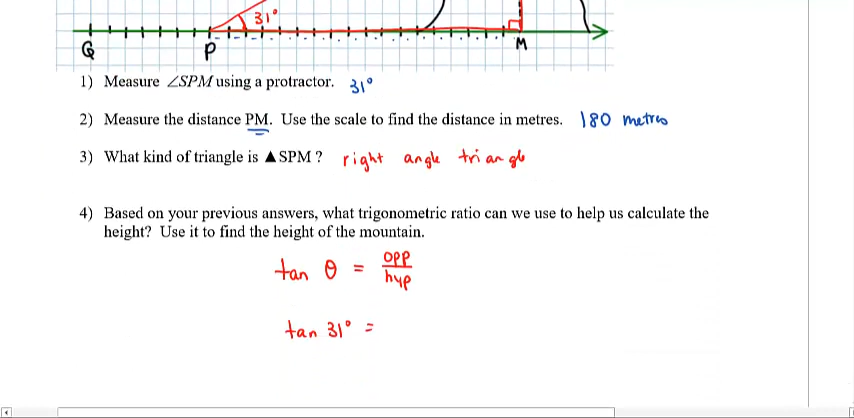 31°
Q P M
1) Measure ∠SPM using a protractor. 31°
2) Measure the distance PM. Use the scale to find the distance in metres. 180 metres
3) What kind of triangle is ▲SPM ? right angle triangle
4) Based on your previous answers, what trigonometric ratio can we use to help us calculate the
height? Use it to find the height of the mountain.
tan θ = opp/hyp
tan 31° =